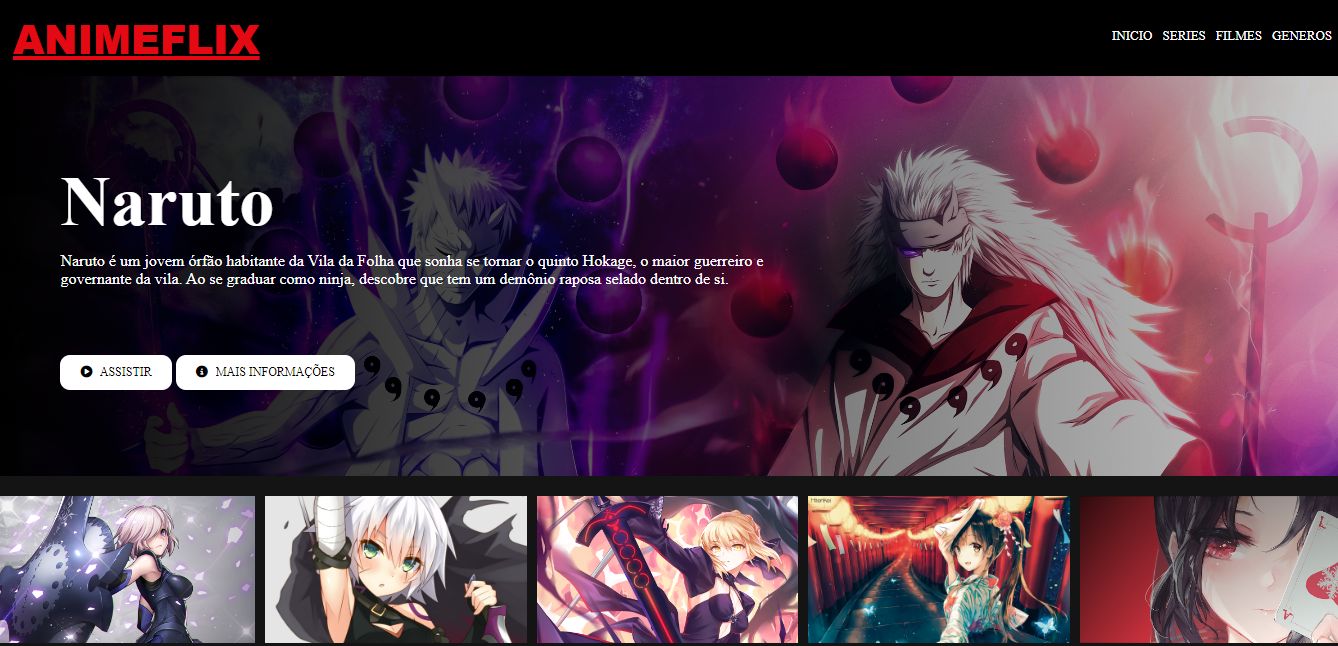 ANIMEFLIX
INICIO SERIES FILMES GENEROS
Naruto
Naruto é um jovem órfão habitante da Vila da Folha que sonha se tornar o quinto Hokage, o maior guerreiro e
governante da vila. Ao se graduar como ninja, descobre que tem um demônio raposa selado dentro de si.
ASSISTIR
MAIS INFORMAÇÕES